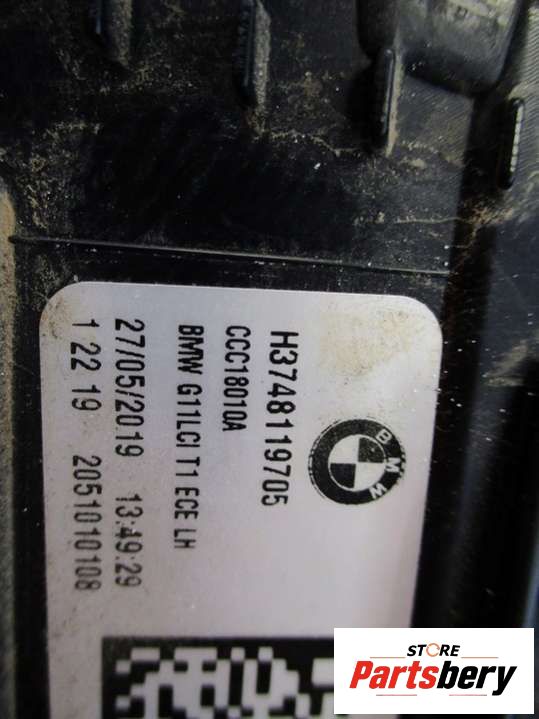 H3748119705
CCC18010A
BMW G11LCI T1 ECE LH
27/05/2019 13:49:29
1 22 19 2051010108
BMW
STORE
Partsbery